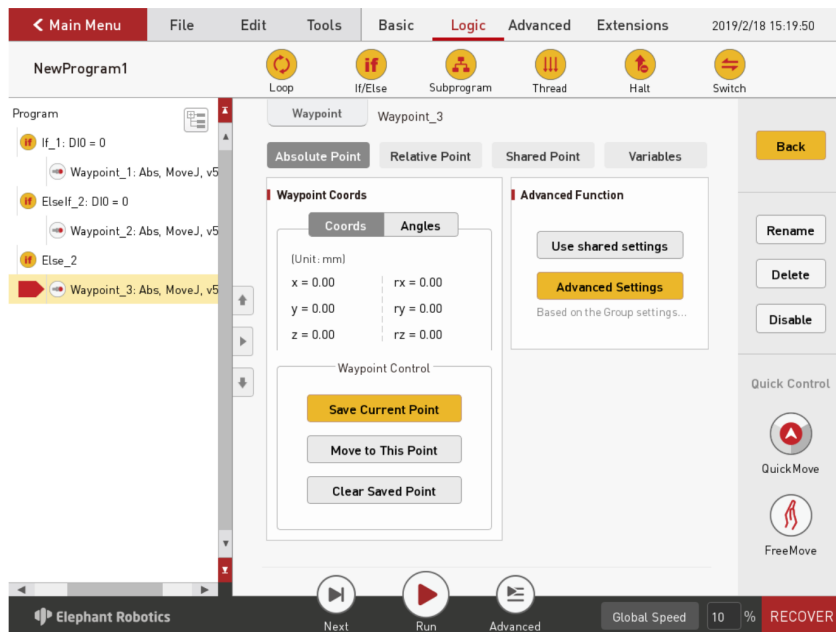 Main Menu File Edit Tools Basic Logic Advanced Extensions 2019/2/18 15:19:50
NewProgram1
if
Loop If/Else Subprogram Thread Halt Switch
Program
if If_1: DI0 = 0
Waypoint_1: Abs, MoveJ, v5
if ElseIf_2: DI0 = 0
Waypoint_2: Abs, MoveJ, v5
if Else_2
Waypoint_3: Abs, MoveJ, v5
Waypoint Waypoint_3
Absolute Point Relative Point Shared Point Variables
Waypoint Coords
Coords Angles
(Unit: mm)
x = 0.00 rx = 0.00
y = 0.00 ry = 0.00
z = 0.00 rz = 0.00
Waypoint Control
Save Current Point
Move to This Point
Clear Saved Point
Advanced Function
Use shared settings
Advanced Settings
Based on the Group settings...
Back
Rename
Delete
Disable
Quick Control
QuickMove
FreeMove
Elephant Robotics
Next Run Advanced
Global Speed 10 % RECOVER